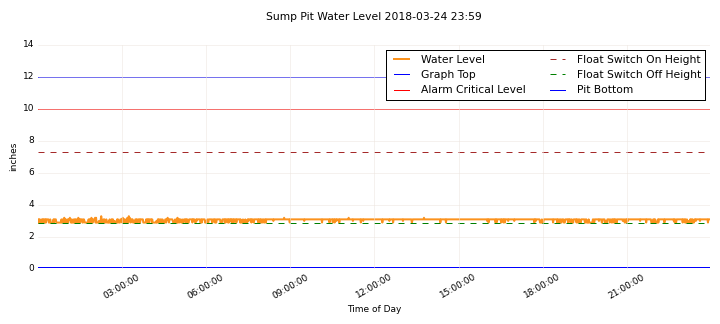 Sump Pit Water Level 2018-03-24 23:59
14
12
10
8
6
4
2
0
inches
Water Level
Graph Top
Alarm Critical Level
Float Switch On Height
Float Switch Off Height
Pit Bottom
03:00:00
06:00:00
09:00:00
12:00:00
15:00:00
18:00:00
21:00:00
Time of Day